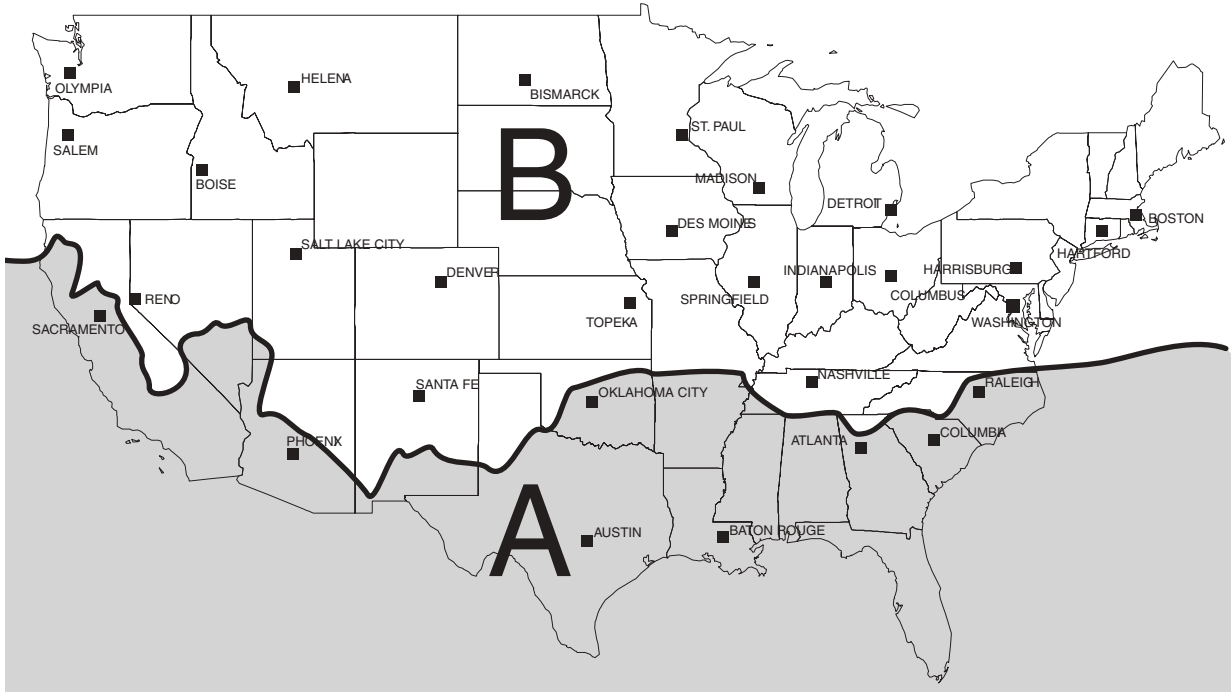 OLYMPIA
HELENA
BISMARCK
SALEM
ST. PAUL
B
BOISE
MADISON
DETROIT
BOSTON
DES MOINES
SALT LAKE CITY
HARTFORD
DENVER
INDIANAPOLIS
HARRISBURG
RENO
SPRINGFIELD
COLUMBUS
TOPEKA
WASHINGTON
SACRAMENTO
NASHVILLE
SANTA FE
OKLAHOMA CITY
RALEIGH
PHOENIX
ATLANTA
COLUMBIA
A
AUSTIN
BATON ROUGE